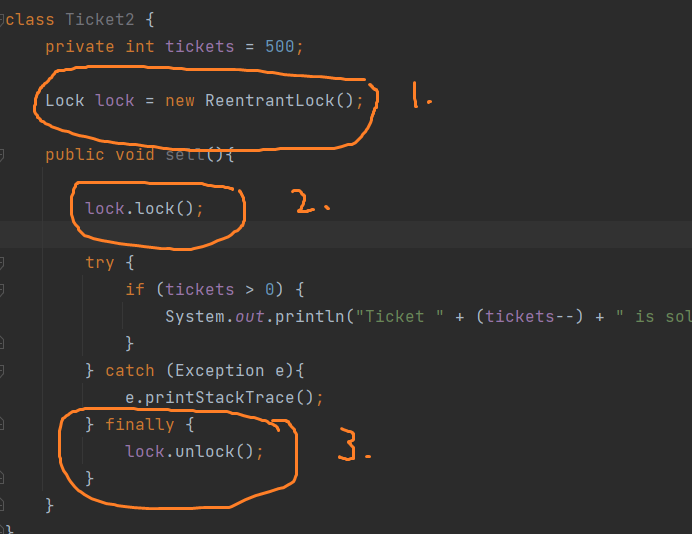 class Ticket2 {
private int tickets = 500;
Lock lock = new ReentrantLock(); 1.
public void sell(){
lock.lock(); 2.
try {
if (tickets > 0) {
System.out.println("Ticket " + (tickets--) + " is sol
}
} catch (Exception e){
e.printStackTrace();
} finally {
lock.unlock(); 3.
}
}
}